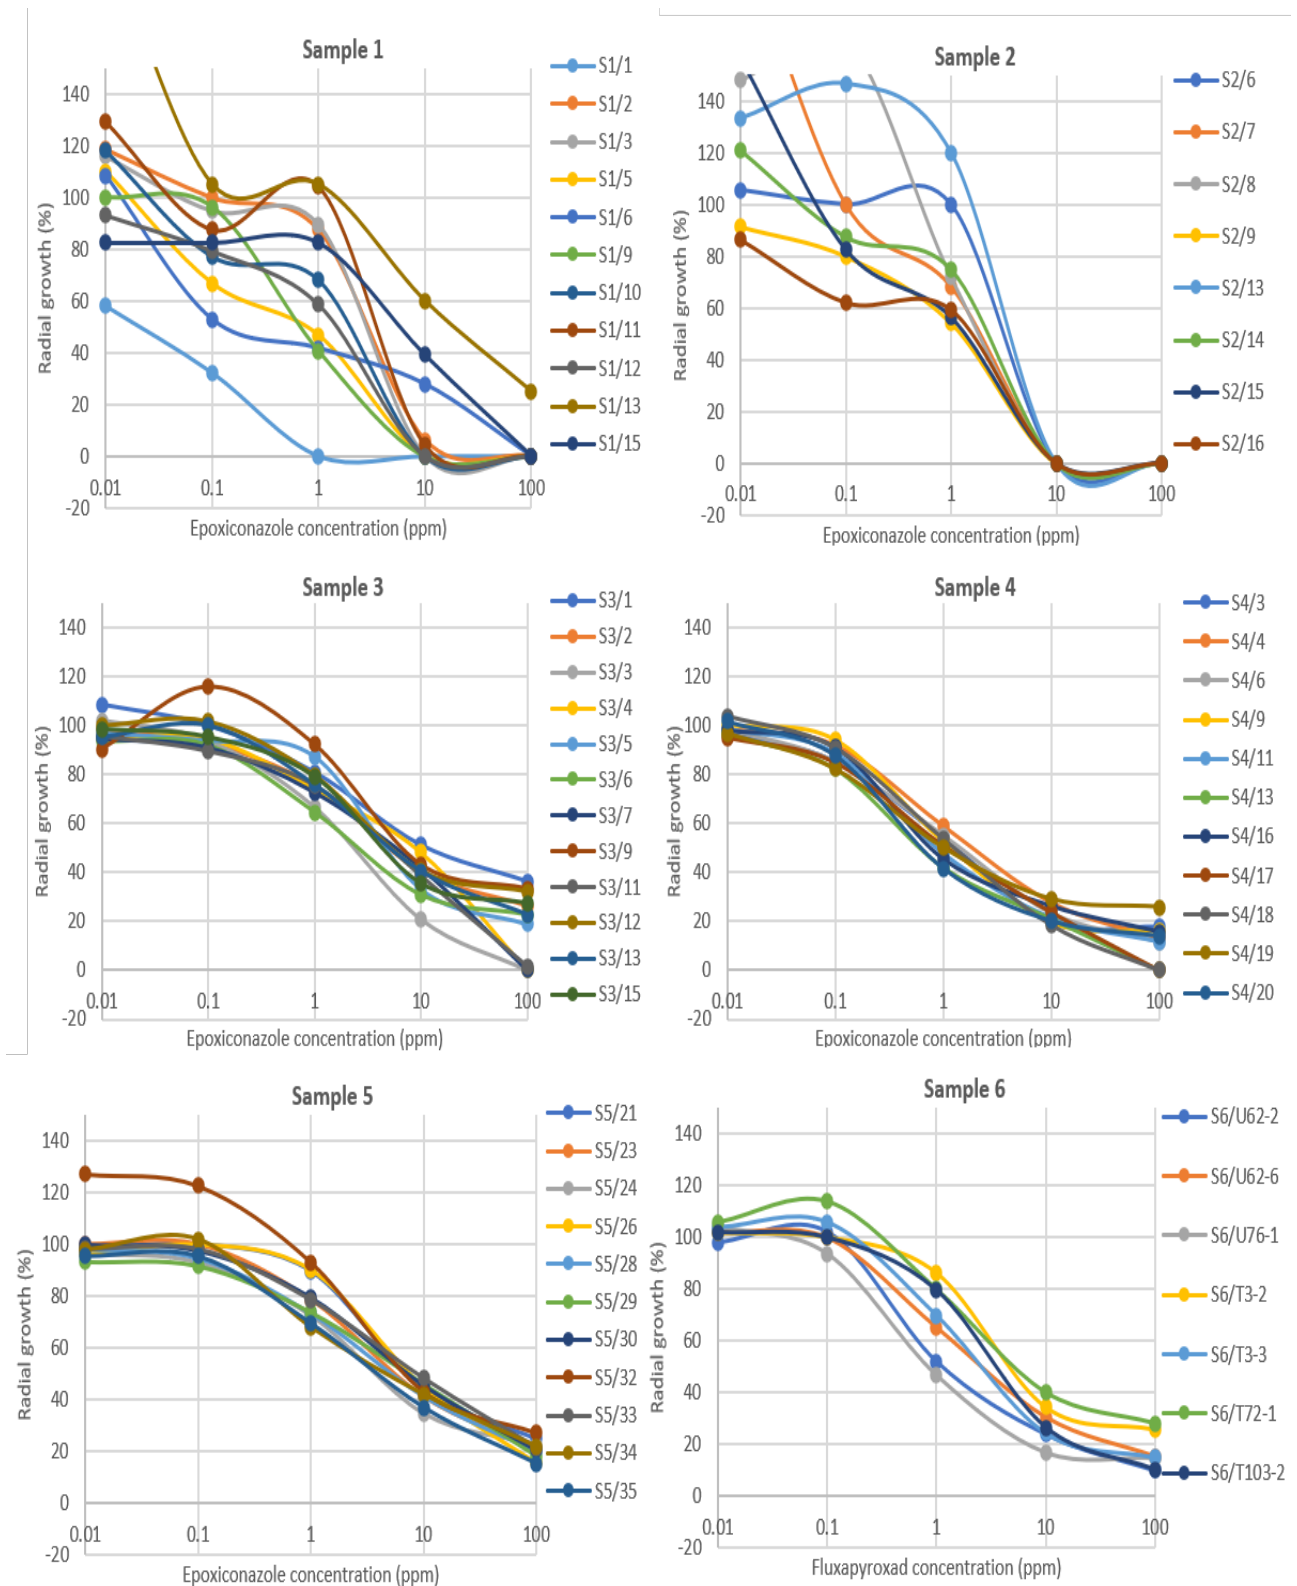 Sample 1
Radial growth (%)
140
120
100
80
60
40
20
0
-20
0.01 0.1 1 10 100
Epoxiconazole concentration (ppm)
S1/1
S1/2
S1/3
S1/5
S1/6
S1/9
S1/10
S1/11
S1/12
S1/13
S1/15
Sample 2
Radial growth (%)
140
120
100
80
60
40
20
0
-20
0.01 0.1 1 10 100
Epoxiconazole concentration (ppm)
S2/6
S2/7
S2/8
S2/9
S2/13
S2/14
S2/15
S2/16
Sample 3
Radial growth (%)
140
120
100
80
60
40
20
0
-20
0.01 0.1 1 10 100
Epoxiconazole concentration (ppm)
S3/1
S3/2
S3/3
S3/4
S3/5
S3/6
S3/7
S3/9
S3/11
S3/12
S3/13
S3/15
Sample 4
Radial growth (%)
140
120
100
80
60
40
20
0
-20
0.01 0.1 1 10 100
Epoxiconazole concentration (ppm)
S4/3
S4/4
S4/6
S4/9
S4/11
S4/13
S4/16
S4/17
S4/18
S4/19
S4/20
Sample 5
Radial growth (%)
140
120
100
80
60
40
20
0
-20
0.01 0.1 1 10 100
Epoxiconazole concentration (ppm)
S5/21
S5/23
S5/24
S5/26
S5/28
S5/29
S5/30
S5/32
S5/33
S5/34
S5/35
Sample 6
Radial growth (%)
140
120
100
80
60
40
20
0
-20
0.01 0.1 1 10 100
Fluxapyroxad concentration (ppm)
S6/U62-2
S6/U62-6
S6/U76-1
S6/T3-2
S6/T3-3
S6/T72-1
S6/T103-2